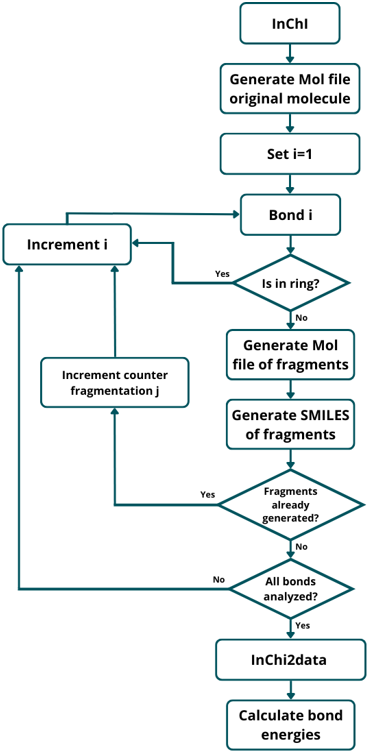 InChI
Generate Mol file
original molecule
Set i=1
Bond i
Increment i
Yes
Is in ring?
No
Generate Mol
file of fragments
Increment counter
fragmentation j
Generate SMILES
of fragments
Yes
Fragments
already
generated?
No
No
All bonds
analyzed?
Yes
InChi2data
Calculate bond
energies